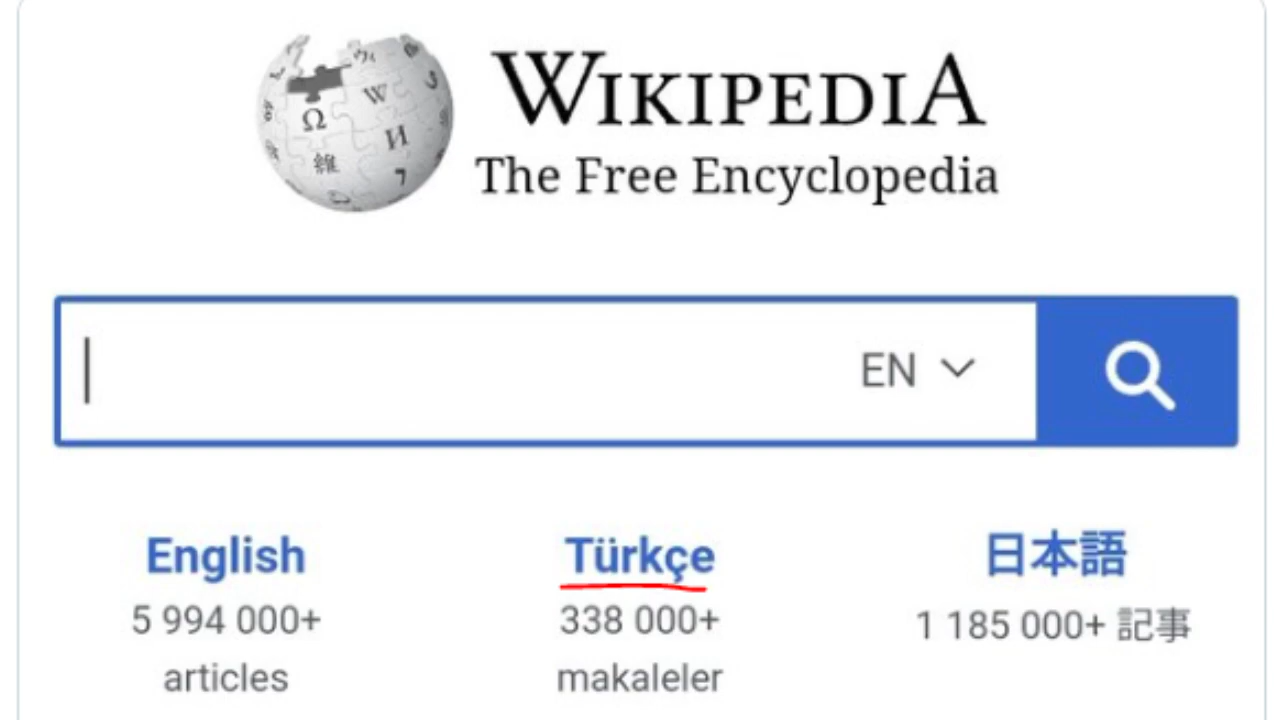 WIKIPEDIA
The Free Encyclopedia
EN
English
5 994 000+
articles
Türkçe
338 000+
makaleler
日本語
1 185 000+ 記事